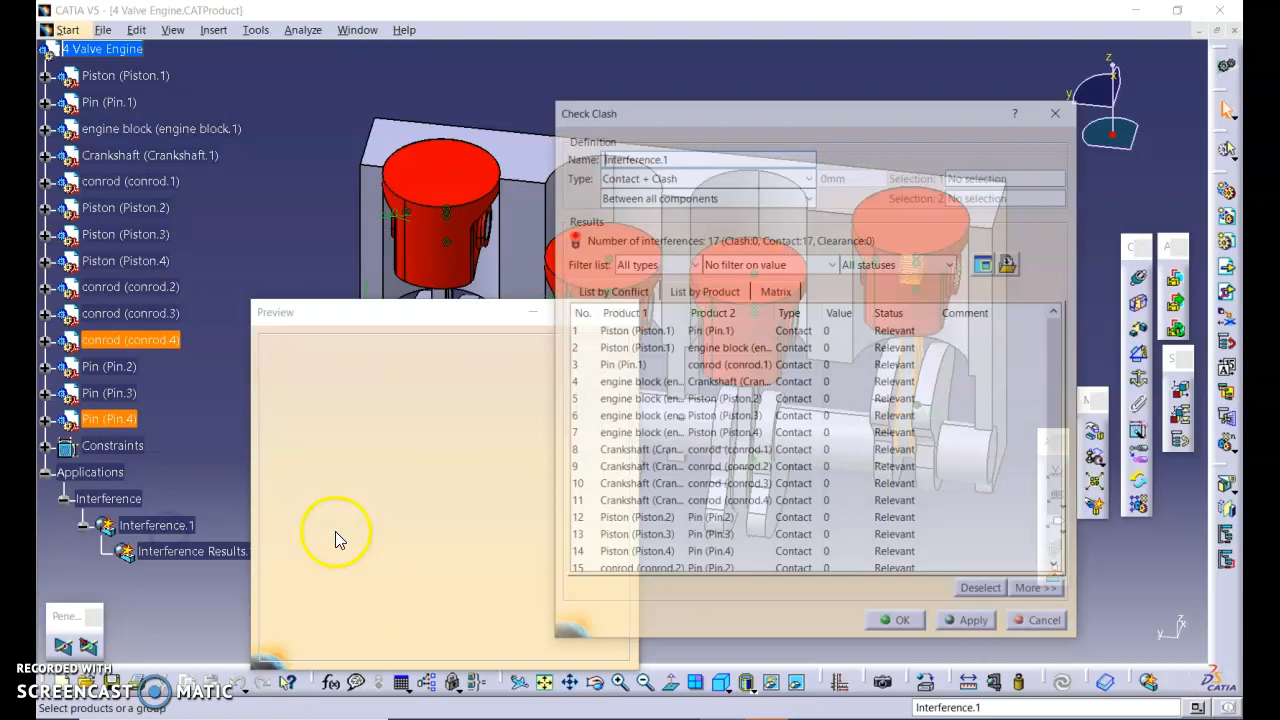 CATIA V5 - [4 Valve Engine.CATProduct]
Start File Edit View Insert Tools Analyze Window Help
4 Valve Engine
Piston (Piston.1)
Pin (Pin.1)
engine block (engine block.1)
Crankshaft (Crankshaft.1)
conrod (conrod.1)
Piston (Piston.2)
Piston (Piston.3)
Piston (Piston.4)
conrod (conrod.2)
conrod (conrod.3)
conrod (conrod.4)
Pin (Pin.2)
Pin (Pin.3)
Pin (Pin.4)
Constraints
Applications
Interference
Interference.1
Interference Results.
Preview
Check Clash
Definition
Name: Interference.1
Type: Contact + Clash 0mm Selection: 1 No selection
Between all components Selection: 2 No selection
Results
Number of interferences: 17 (Clash:0, Contact:17, Clearance:0)
Filter list: All types No filter on value All statuses
List by Conflict List by Product Matrix
No. Product 1 Product 2 Type Value Status Comment
1 Piston (Piston.1) Pin (Pin.1) Contact 0 Relevant
2 Piston (Piston.1) engine block (en... Contact 0 Relevant
3 Pin (Pin.1) conrod (conrod.1) Contact 0 Relevant
4 engine block (en... Crankshaft (Cran... Contact 0 Relevant
5 engine block (en... Piston (Piston.2) Contact 0 Relevant
6 engine block (en... Piston (Piston.3) Contact 0 Relevant
7 engine block (en... Piston (Piston.4) Contact 0 Relevant
8 Crankshaft (Cran... conrod (conrod.1) Contact 0 Relevant
9 Crankshaft (Cran... conrod (conrod.2) Contact 0 Relevant
10 Crankshaft (Cran... conrod (conrod.3) Contact 0 Relevant
11 Crankshaft (Cran... conrod (conrod.4) Contact 0 Relevant
12 Piston (Piston.2) Pin (Pin.2) Contact 0 Relevant
13 Piston (Piston.3) Pin (Pin.3) Contact 0 Relevant
14 Piston (Piston.4) Pin (Pin.4) Contact 0 Relevant
15 conrod (conrod.2) Pin (Pin.2) Contact 0 Relevant
Deselect More >>
OK Apply Cancel
z
y
x
C
A
S
M
Pene...
z
x
y
RECORDED WITH
SCREENCAST MATIC
f(x)
CATIA
Select products or a group
Interference.1